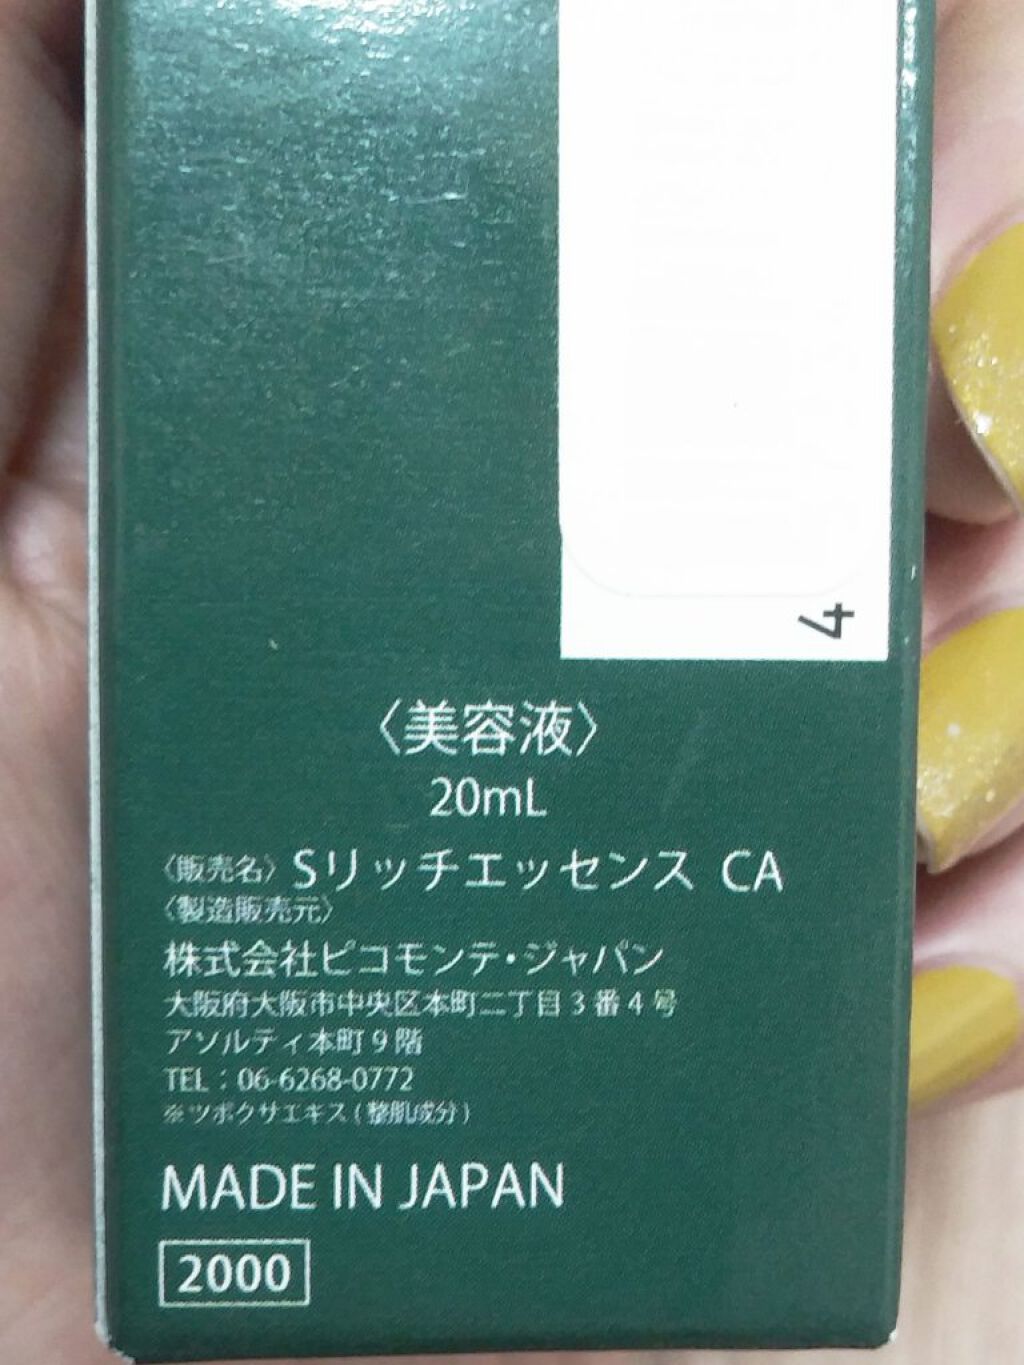 〈美容液〉
20mL
〈販売名〉Sリッチエッセンス CA
〈製造販売元〉
株式会社ピコモンテ・ジャパン
大阪府大阪市中央区本町二丁目3番4号
アソルティ本町9階
TEL：06-6268-0772
※ツボクサエキス(整肌成分)
MADE IN JAPAN
2000